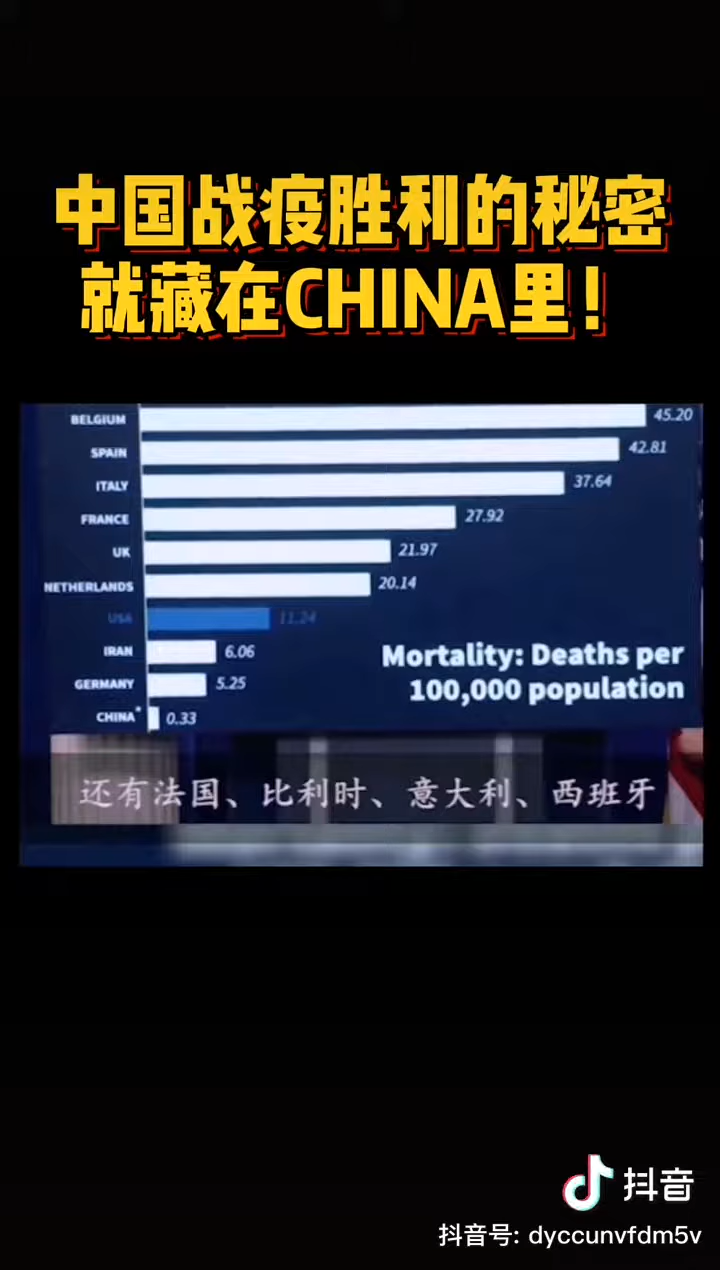 中国战疫胜利的秘密
就藏在CHINA里！
BELGIUM 45.20
SPAIN 42.81
ITALY 37.64
FRANCE 27.92
UK 21.97
NETHERLANDS 20.14
USA 11.24
IRAN 6.06
GERMANY 5.25
CHINA* 0.33
Mortality: Deaths per
100,000 population
还有法国、比利时、意大利、西班牙
抖音
抖音号: dyccunvfdm5v